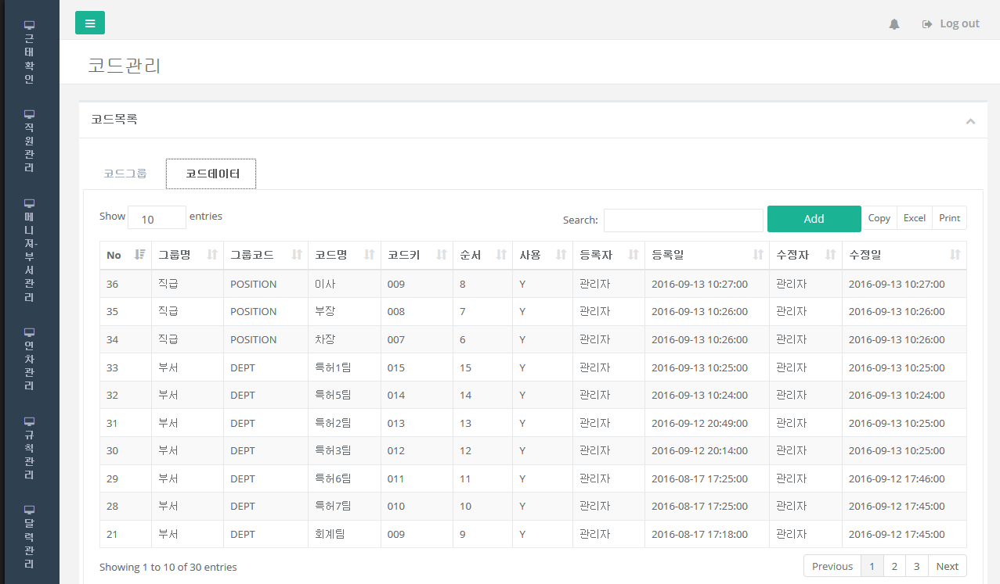 근태확인
직원관리
메니저-부서관리
연차관리
규칙관리
달력관리
Log out
코드관리
코드목록
코드그룹 코드데이터
Show 10 entries Search: Add Copy Excel Print
No 그룹명 그룹코드 코드명 코드키 순서 사용 등록자 등록일 수정자 수정일
36 직급 POSITION 이사 009 8 Y 관리자 2016-09-13 10:27:00 관리자 2016-09-13 10:27:00
35 직급 POSITION 부장 008 7 Y 관리자 2016-09-13 10:26:00 관리자 2016-09-13 10:26:00
34 직급 POSITION 차장 007 6 Y 관리자 2016-09-13 10:26:00 관리자 2016-09-13 10:26:00
33 부서 DEPT 특허1팀 015 15 Y 관리자 2016-09-13 10:25:00 관리자 2016-09-13 10:25:00
32 부서 DEPT 특허5팀 014 14 Y 관리자 2016-09-13 10:24:00 관리자 2016-09-13 10:24:00
31 부서 DEPT 특허2팀 013 13 Y 관리자 2016-09-12 20:49:00 관리자 2016-09-13 10:25:00
30 부서 DEPT 특허3팀 012 12 Y 관리자 2016-09-12 20:14:00 관리자 2016-09-13 10:25:00
29 부서 DEPT 특허6팀 011 11 Y 관리자 2016-08-17 17:25:00 관리자 2016-09-12 17:46:00
28 부서 DEPT 특허7팀 010 10 Y 관리자 2016-08-17 17:25:00 관리자 2016-09-12 17:45:00
21 부서 DEPT 회계팀 009 9 Y 관리자 2016-08-17 17:18:00 관리자 2016-09-12 17:45:00
Showing 1 to 10 of 30 entries Previous 1 2 3 Next